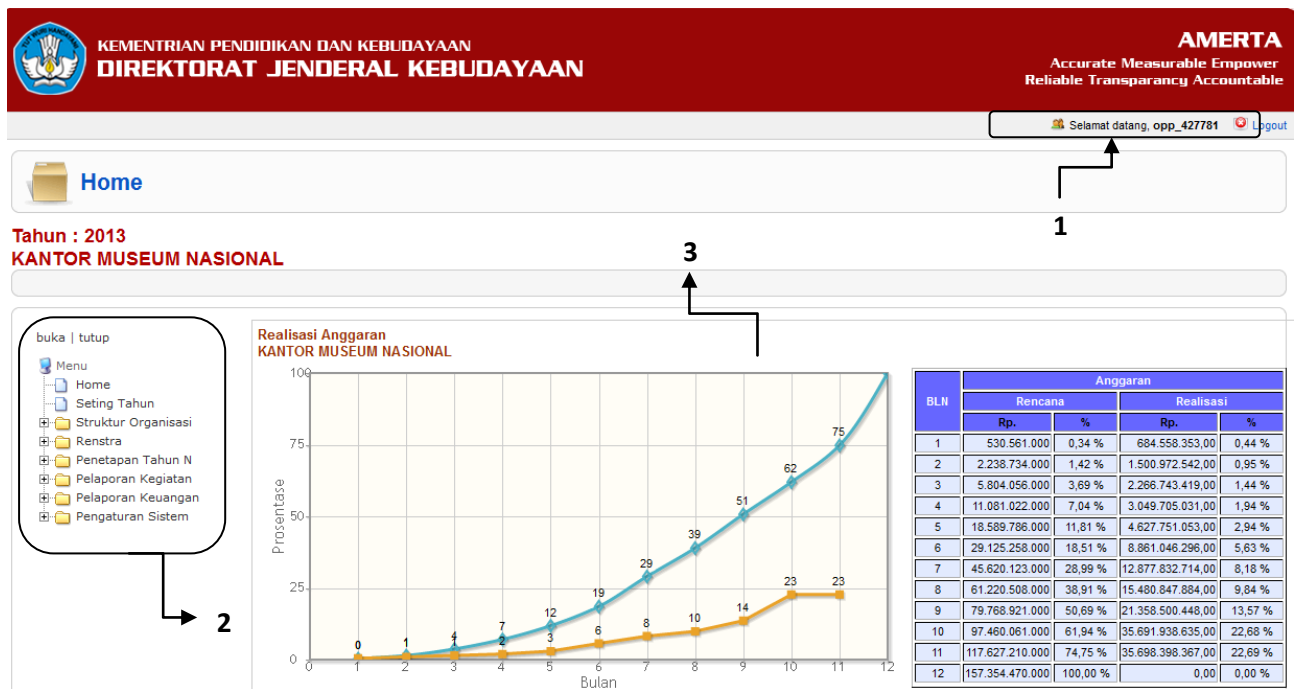 KEMENTRIAN PENDIDIKAN DAN KEBUDAYAAN
DIREKTORAT JENDERAL KEBUDAYAAN
AMERTA
Accurate Measurable Empower
Reliable Transparancy Accountable
Selamat datang, opp_427781 Logout
Home
1
Tahun : 2013
KANTOR MUSEUM NASIONAL
3
buka | tutup
Menu
Home
Seting Tahun
Struktur Organisasi
Renstra
Penetapan Tahun N
Pelaporan Kegiatan
Pelaporan Keuangan
Pengaturan Sistem
2
Realisasi Anggaran
KANTOR MUSEUM NASIONAL
Prosentase
100
75
50
25
0
0 1 4 7 12 19 29 39 51 62 75
0 1 1 2 3 6 8 10 14 23 23
0 1 2 3 4 5 6 7 8 9 10 11 12
Bulan
BLN Anggaran
Rencana Realisasi
Rp. % Rp. %
1 530.561.000 0,34 % 684.558.353,00 0,44 %
2 2.238.734.000 1,42 % 1.500.972.542,00 0,95 %
3 5.804.056.000 3,69 % 2.266.743.419,00 1,44 %
4 11.081.022.000 7,04 % 3.049.705.031,00 1,94 %
5 18.589.786.000 11,81 % 4.627.751.053,00 2,94 %
6 29.125.258.000 18,51 % 8.861.046.296,00 5,63 %
7 45.620.123.000 28,99 % 12.877.832.714,00 8,18 %
8 61.220.508.000 38,91 % 15.480.847.884,00 9,84 %
9 79.768.921.000 50,69 % 21.358.500.448,00 13,57 %
10 97.460.061.000 61,94 % 35.691.938.635,00 22,68 %
11 117.627.210.000 74,75 % 35.698.398.367,00 22,69 %
12 157.354.470.000 100,00 % 0,00 0,00 %